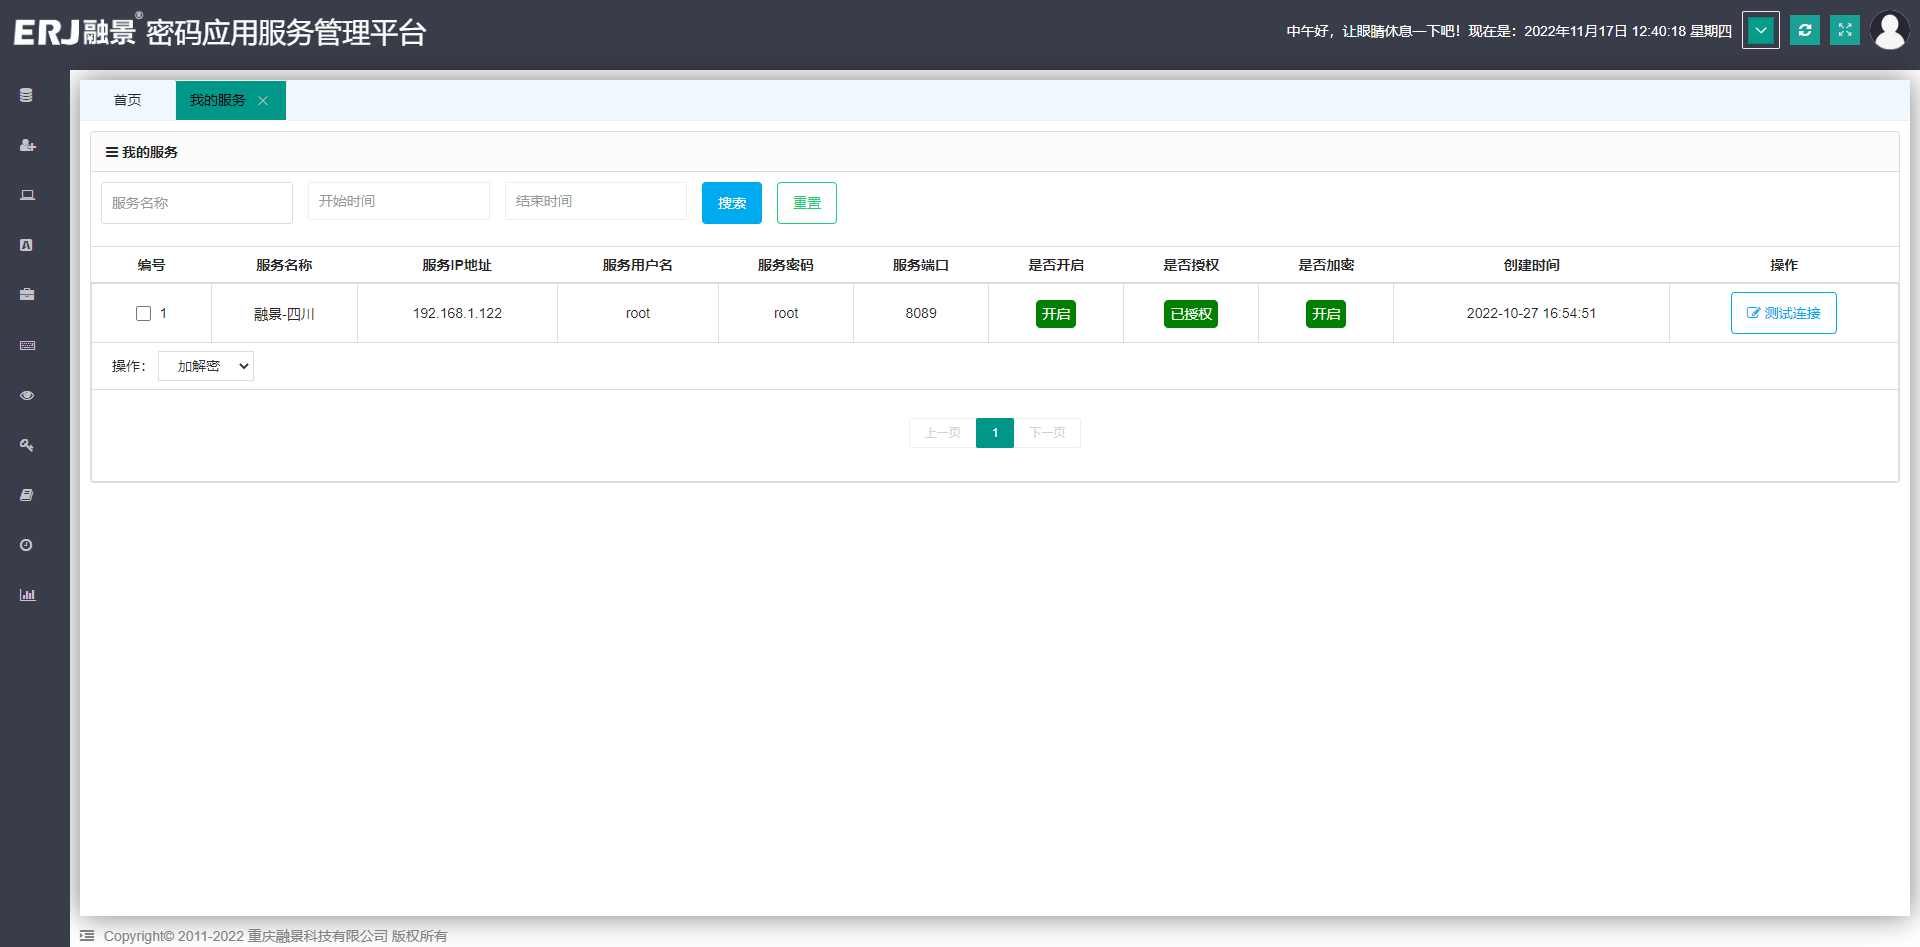 ERJ融景® 密码应用服务管理平台
中午好，让眼睛休息一下吧！现在是：2022年11月17日 12:40:18 星期四
首页 我的服务
我的服务
服务名称 开始时间 结束时间 搜索 重置
编号 服务名称 服务IP地址 服务用户名 服务密码 服务端口 是否开启 是否授权 是否加密 创建时间 操作
1 融景-四川 192.168.1.122 root root 8089 开启 已授权 开启 2022-10-27 16:54:51 测试连接
操作： 加解密
上一页 1 下一页
Copyright© 2011-2022 重庆融景科技有限公司 版权所有